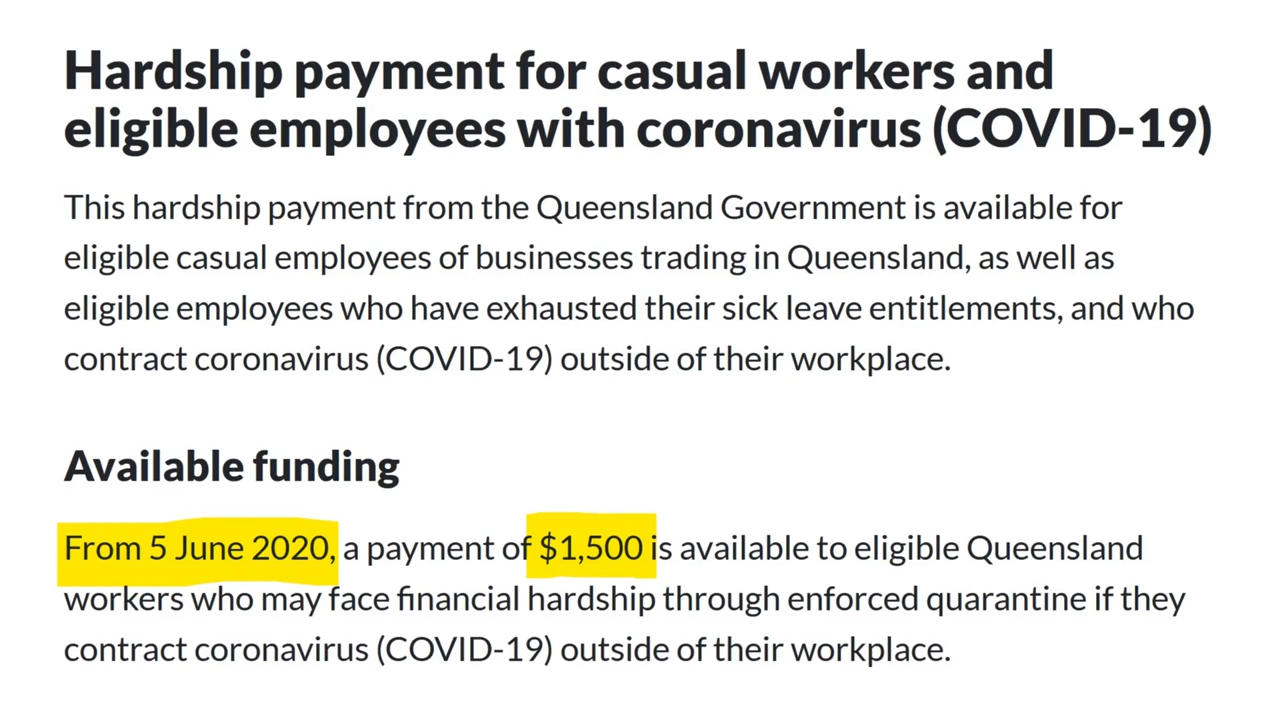 Hardship payment for casual workers and
eligible employees with coronavirus (COVID-19)
This hardship payment from the Queensland Government is available for
eligible casual employees of businesses trading in Queensland, as well as
eligible employees who have exhausted their sick leave entitlements, and who
contract coronavirus (COVID-19) outside of their workplace.
Available funding
From 5 June 2020, a payment of $1,500 is available to eligible Queensland
workers who may face financial hardship through enforced quarantine if they
contract coronavirus (COVID-19) outside of their workplace.